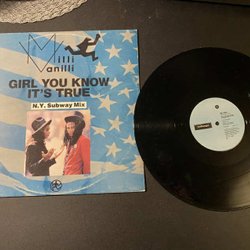 Milli
Vanilli
GIRL YOU KNOW
IT'S TRUE
N.Y. Subway Mix